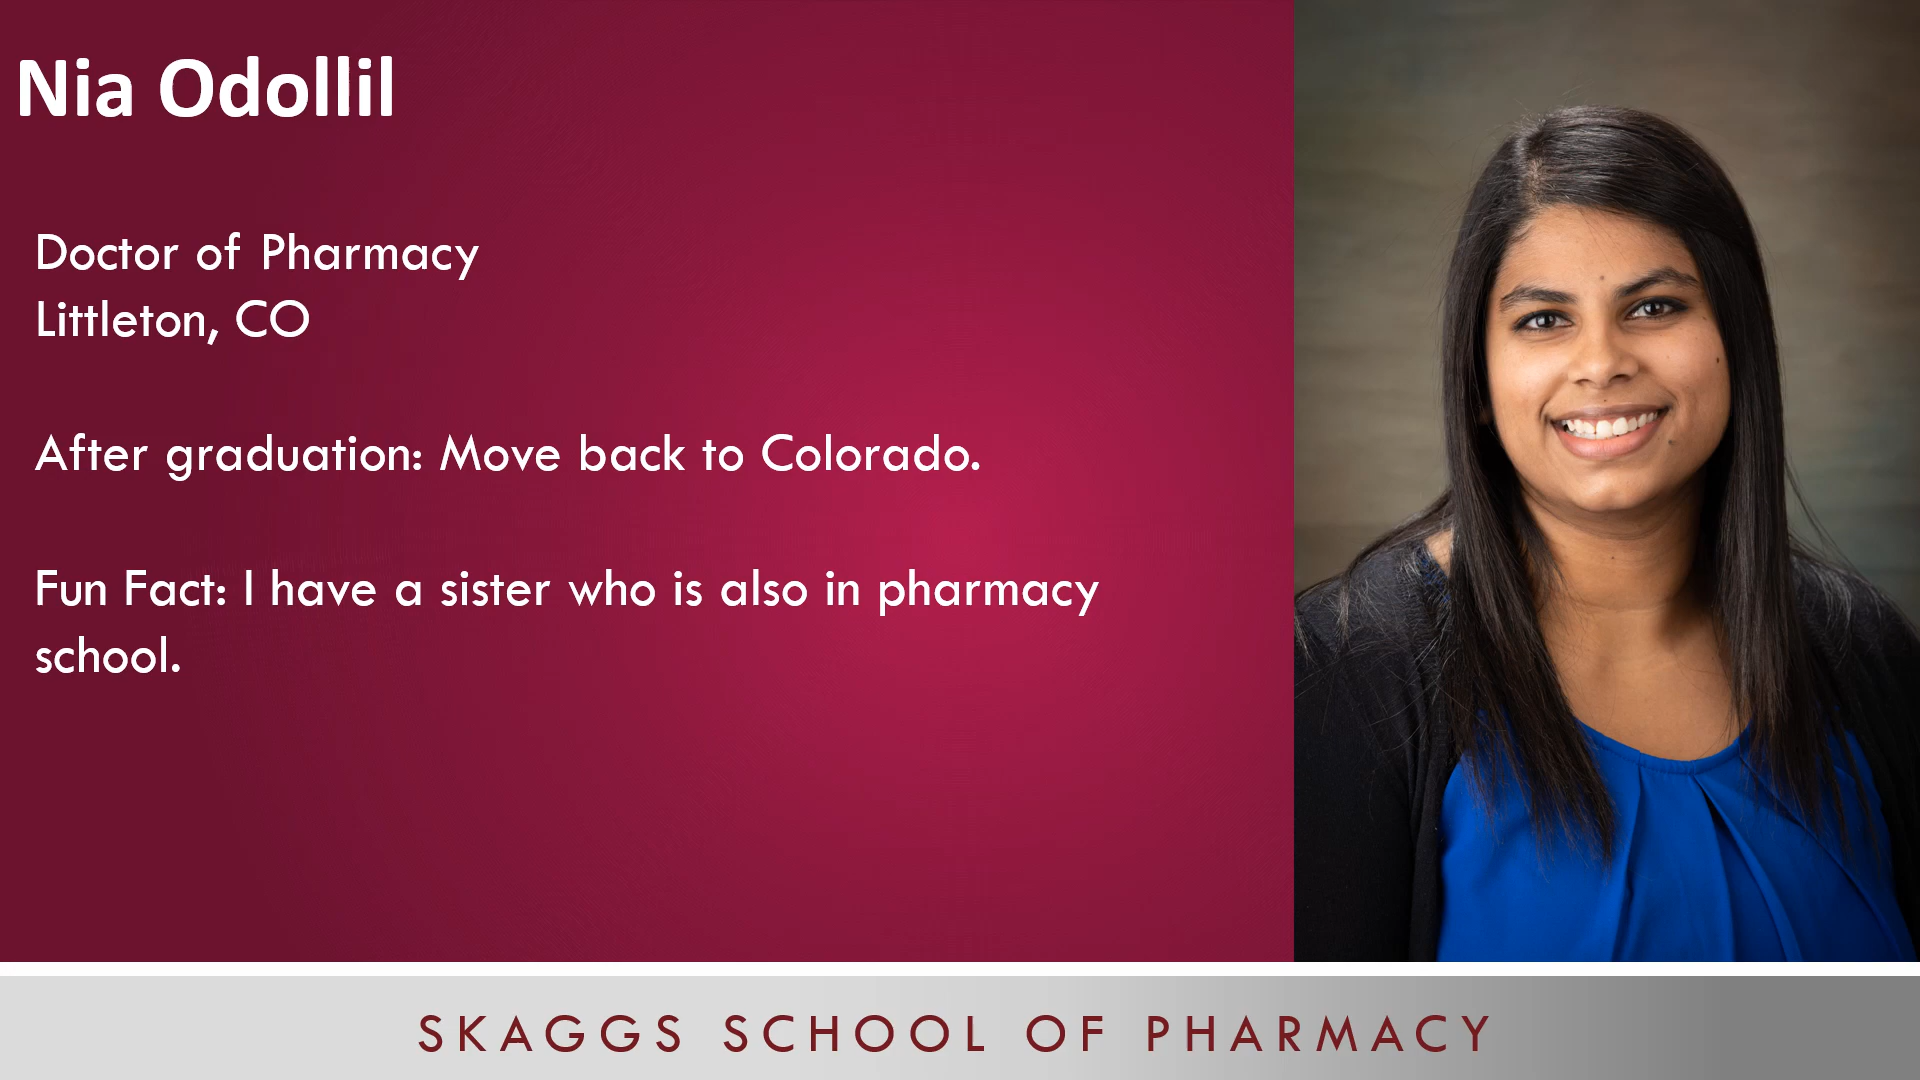 Nia Odollil
Doctor of Pharmacy
Littleton, CO
After graduation: Move back to Colorado.
Fun Fact: I have a sister who is also in pharmacy
school.
SKAGGS SCHOOL OF PHARMACY